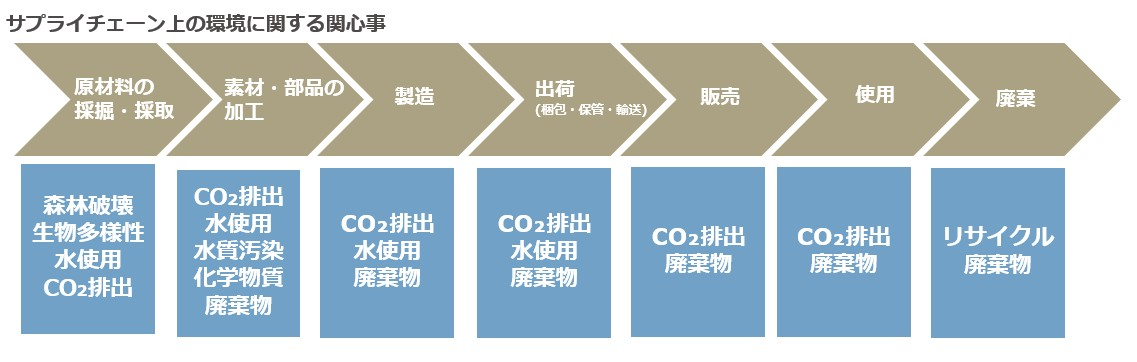 サプライチェーン上の環境に関する関心事
原材料の
採掘・採取
素材・部品の
加工
製造
出荷
(梱包・保管・輸送)
販売
使用
廃棄
森林破壊
生物多様性
水使用
CO₂排出
CO₂排出
水使用
水質汚染
化学物質
廃棄物
CO₂排出
水使用
廃棄物
CO₂排出
水使用
廃棄物
CO₂排出
廃棄物
CO₂排出
廃棄物
リサイクル
廃棄物